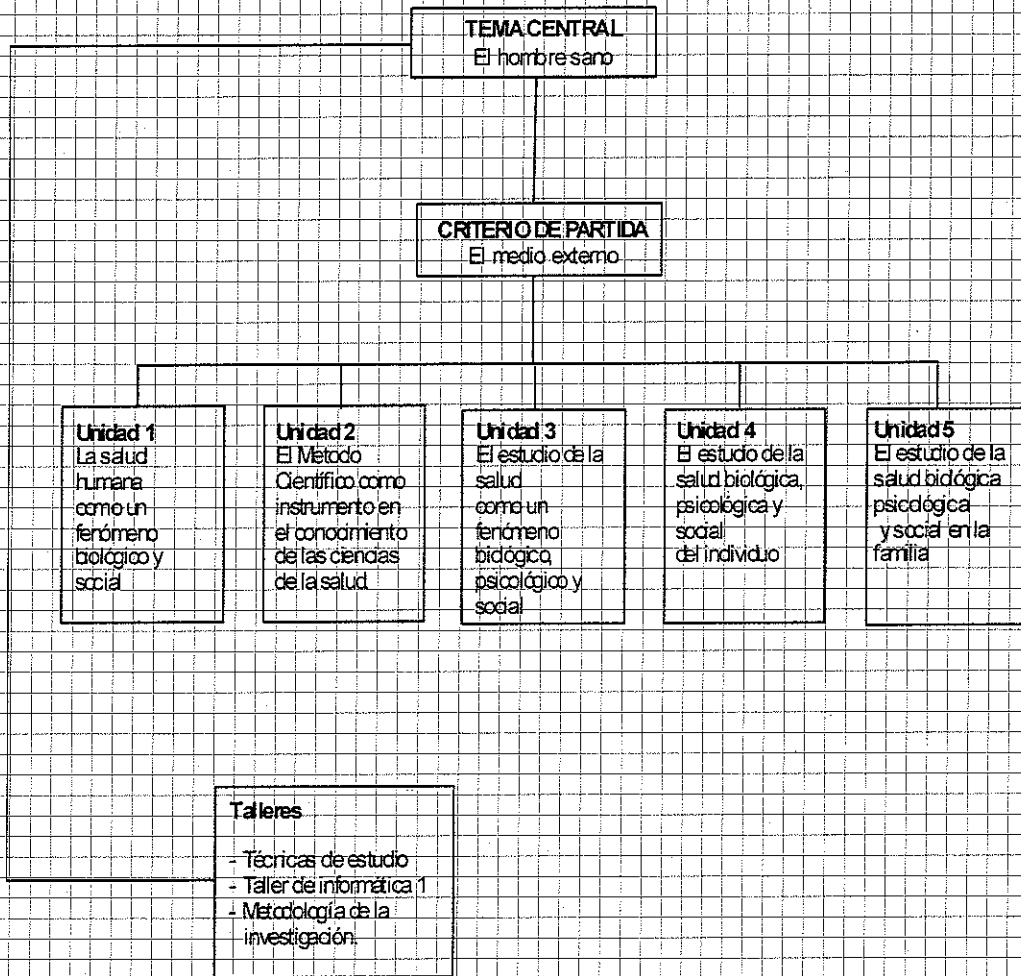 TEMA CENTRAL
El hombre sano
CRITERIO DE PARTIDA
El medio externo
Unidad 1
La salud
humana
como un
fenómeno
biológico y
social
Unidad 2
El Método
Científico como
instrumento en
el conocimiento
de las ciencias
de la salud.
Unidad 3
El estudio de la
salud
como un
fenómeno
biológico,
psicológico y
social
Unidad 4
El estudio de la
salud biológica,
psicológica y
social
del individuo
Unidad 5
El estudio de la
salud biológica
psicológica
y social en la
familia
Talleres
- Técnicas de estudio
- Taller de informática 1
- Metodología de la
investigación.